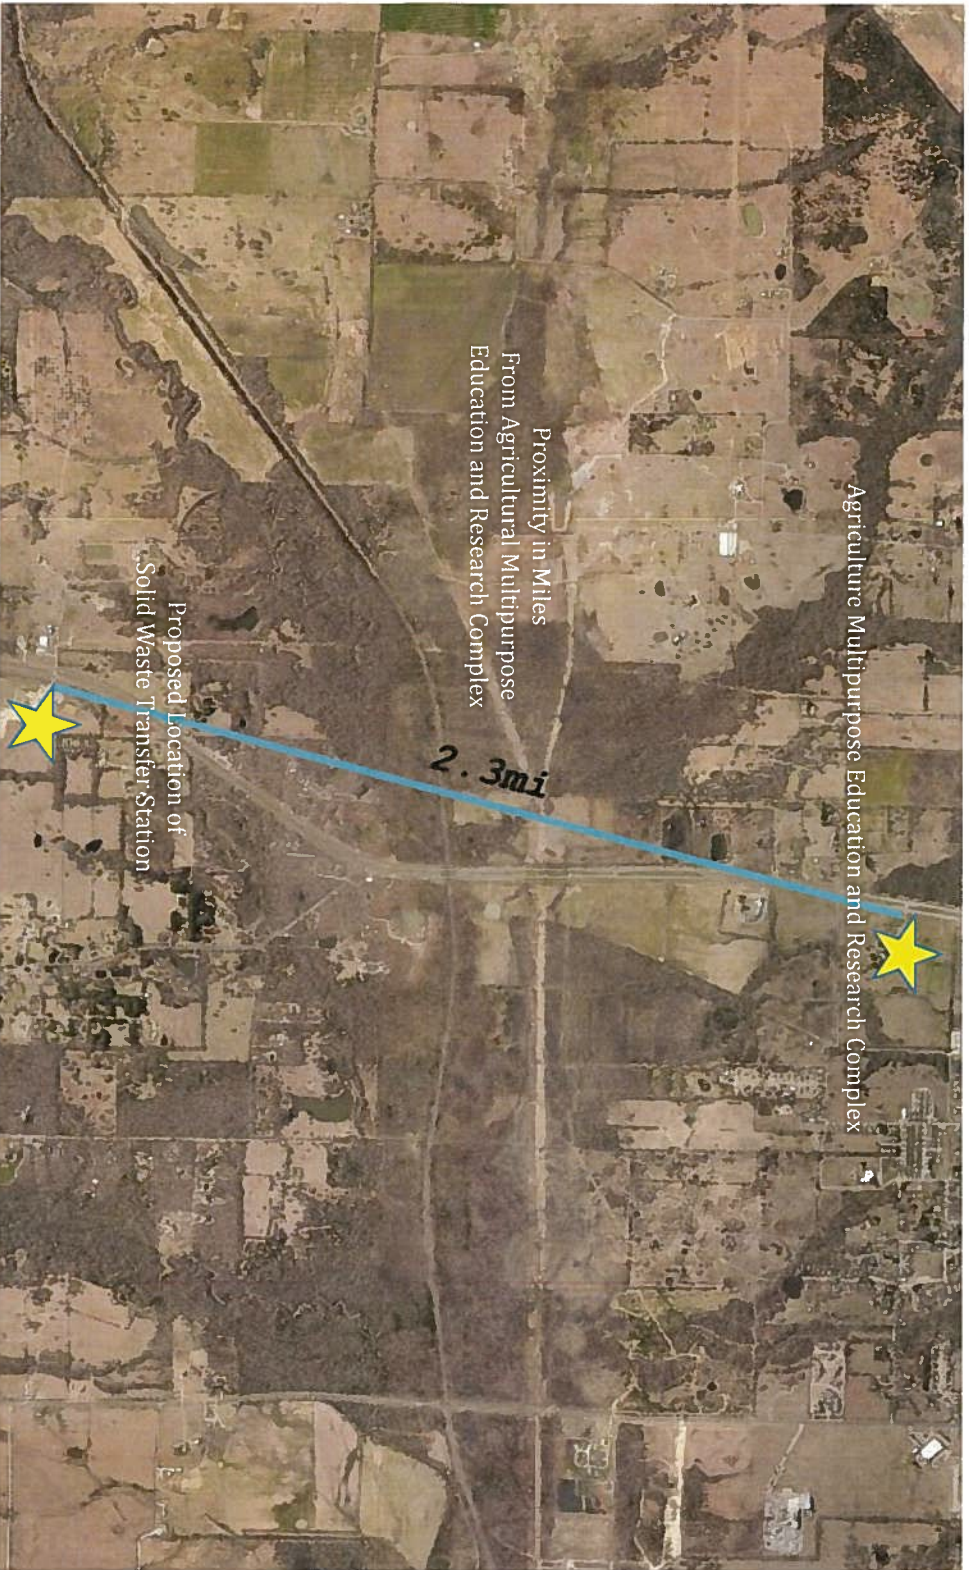 Agriculture Multipurpose Education and Research Complex
Proximity in Miles
From Agricultural Multipurpose
Education and Research Complex
2.3mi
Proposed Location of
Solid Waste Transfer Station